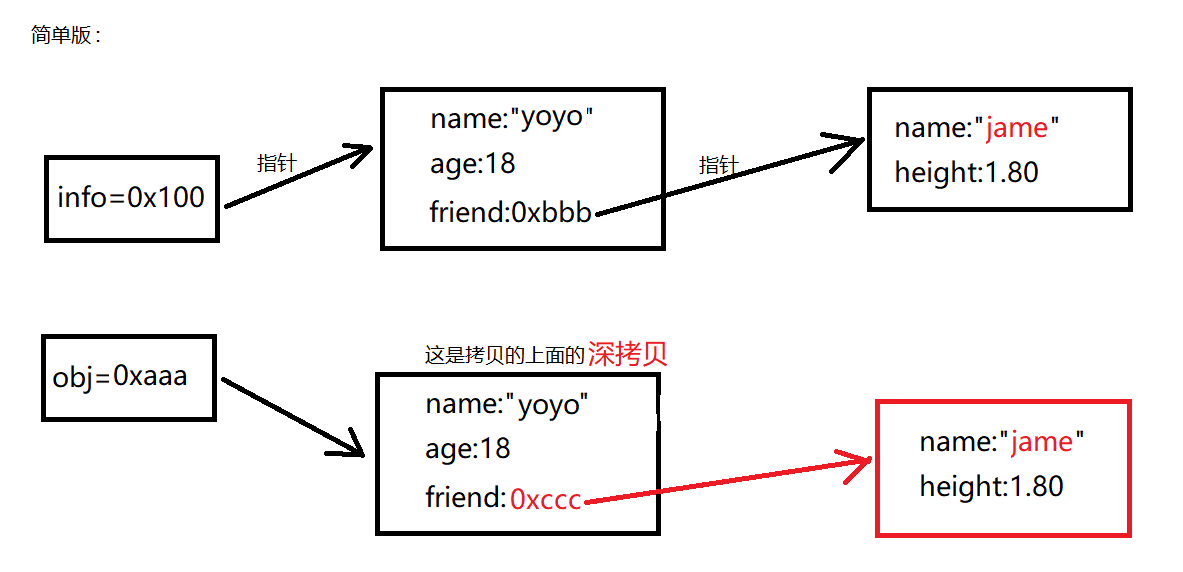 简单版：
info=0x100
指针
name:"yoyo"
age:18
friend:0xbbb
指针
name:"jame"
height:1.80
obj=0xaaa
这是拷贝的上面的深拷贝
name:"yoyo"
age:18
friend:0xccc
name:"jame"
height:1.80